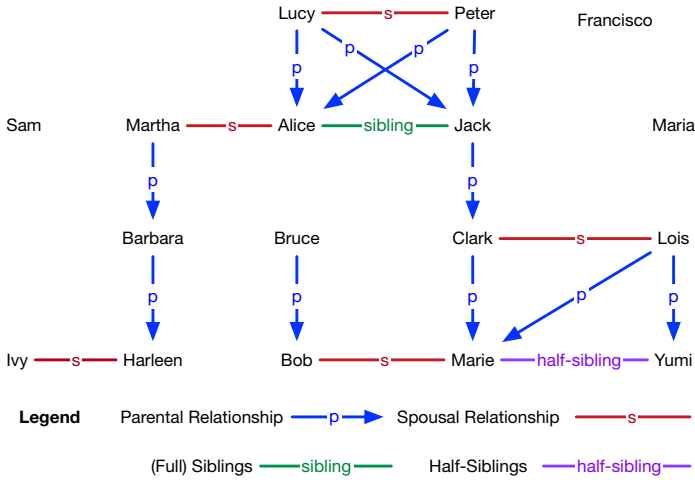 Lucy s Peter Francisco
p p p p
Sam Martha s Alice sibling Jack Maria
p p
Barbara Bruce Clark s Lois
p p p p p
Ivy s Harleen Bob s Marie half-sibling Yumi
Legend Parental Relationship p Spousal Relationship s
(Full) Siblings sibling Half-Siblings half-sibling